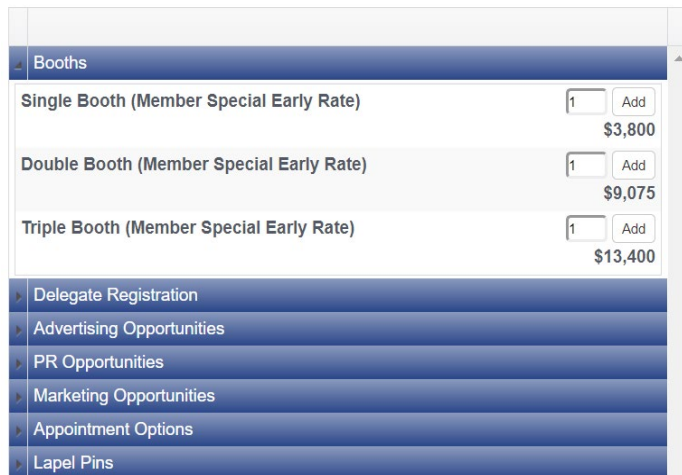 Booths
Single Booth (Member Special Early Rate)
1 Add
$3,800
Double Booth (Member Special Early Rate)
1 Add
$9,075
Triple Booth (Member Special Early Rate)
1 Add
$13,400
Delegate Registration
Advertising Opportunities
PR Opportunities
Marketing Opportunities
Appointment Options
Lapel Pins